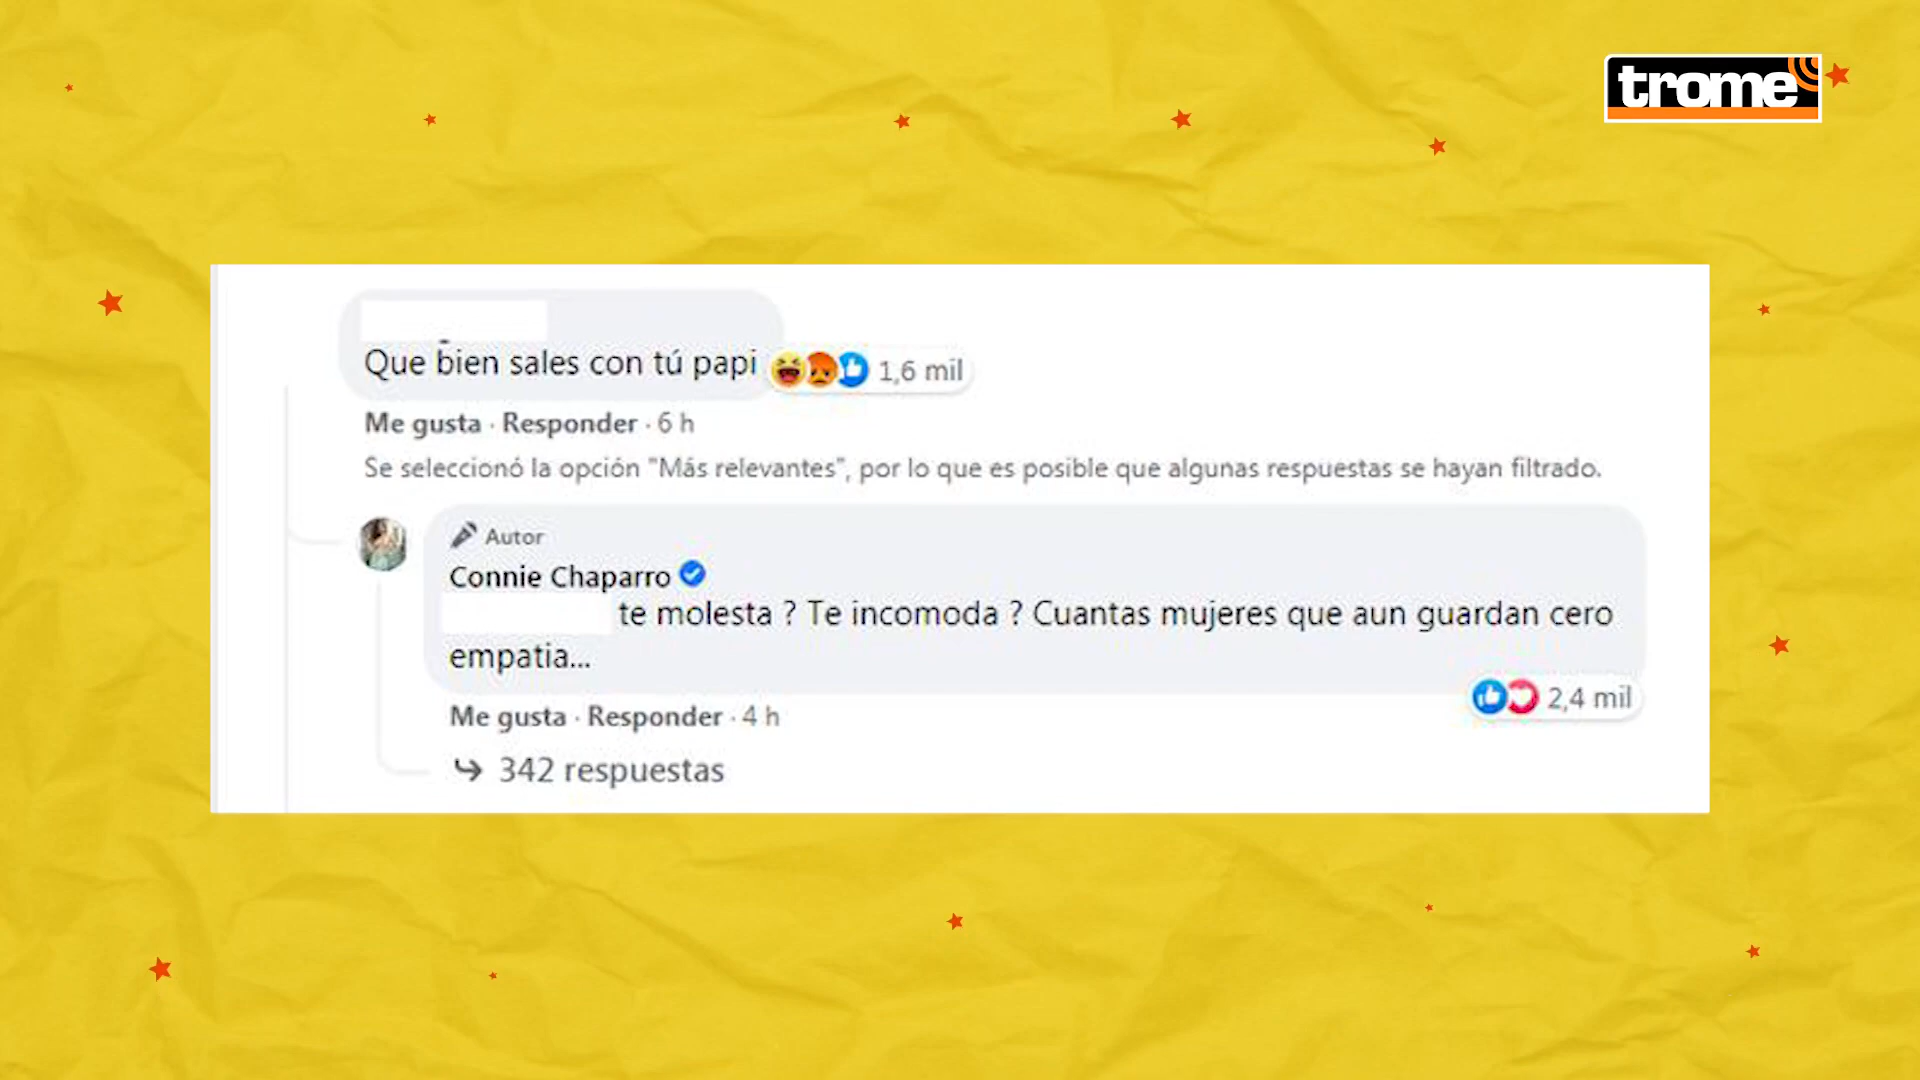 trome
Que bien sales con tú papi
1,6 mil
Me gusta · Responder · 6 h
Se seleccionó la opción "Más relevantes", por lo que es posible que algunas respuestas se hayan filtrado.
Autor
Connie Chaparro
te molesta ? Te incomoda ? Cuantas mujeres que aun guardan cero
empatia...
2,4 mil
Me gusta · Responder · 4 h
342 respuestas